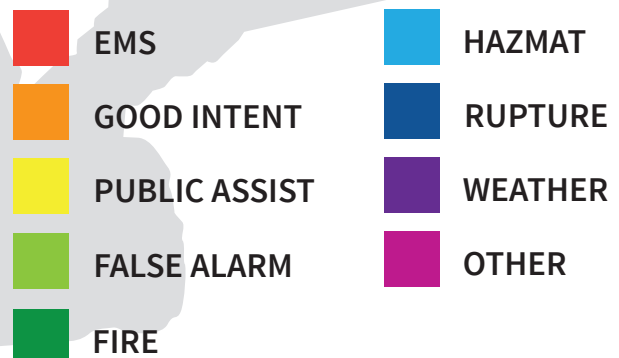 EMS
GOOD INTENT
PUBLIC ASSIST
FALSE ALARM
FIRE
HAZMAT
RUPTURE
WEATHER
OTHER